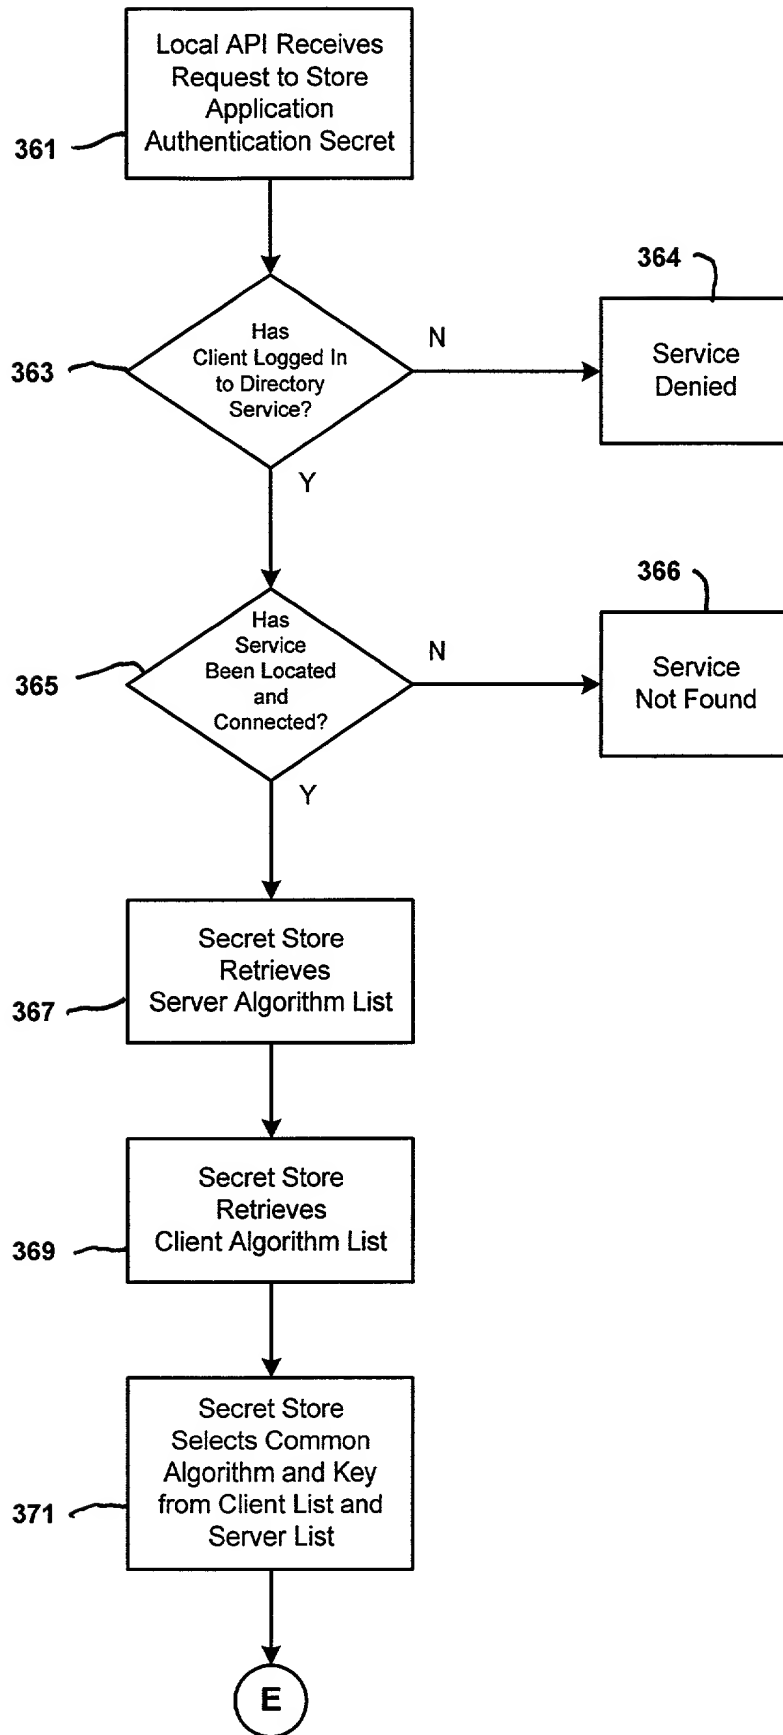 Local API Receives
Request to Store
Application
Authentication Secret
361
364
Has
Client Logged In
to Directory
Service?
363
N
Service
Denied
Y
366
Has
Service
Been Located
and
Connected?
365
N
Service
Not Found
Y
Secret Store
Retrieves
Server Algorithm List
367
Secret Store
Retrieves
Client Algorithm List
369
Secret Store
Selects Common
Algorithm and Key
from Client List and
Server List
371
E